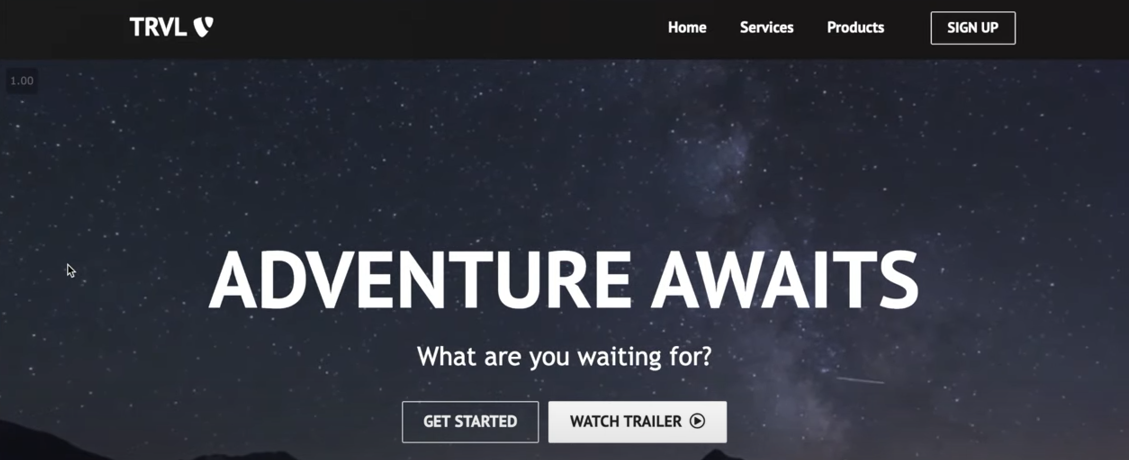 TRVL
Home Services Products SIGN UP
1.00
ADVENTURE AWAITS
What are you waiting for?
GET STARTED WATCH TRAILER